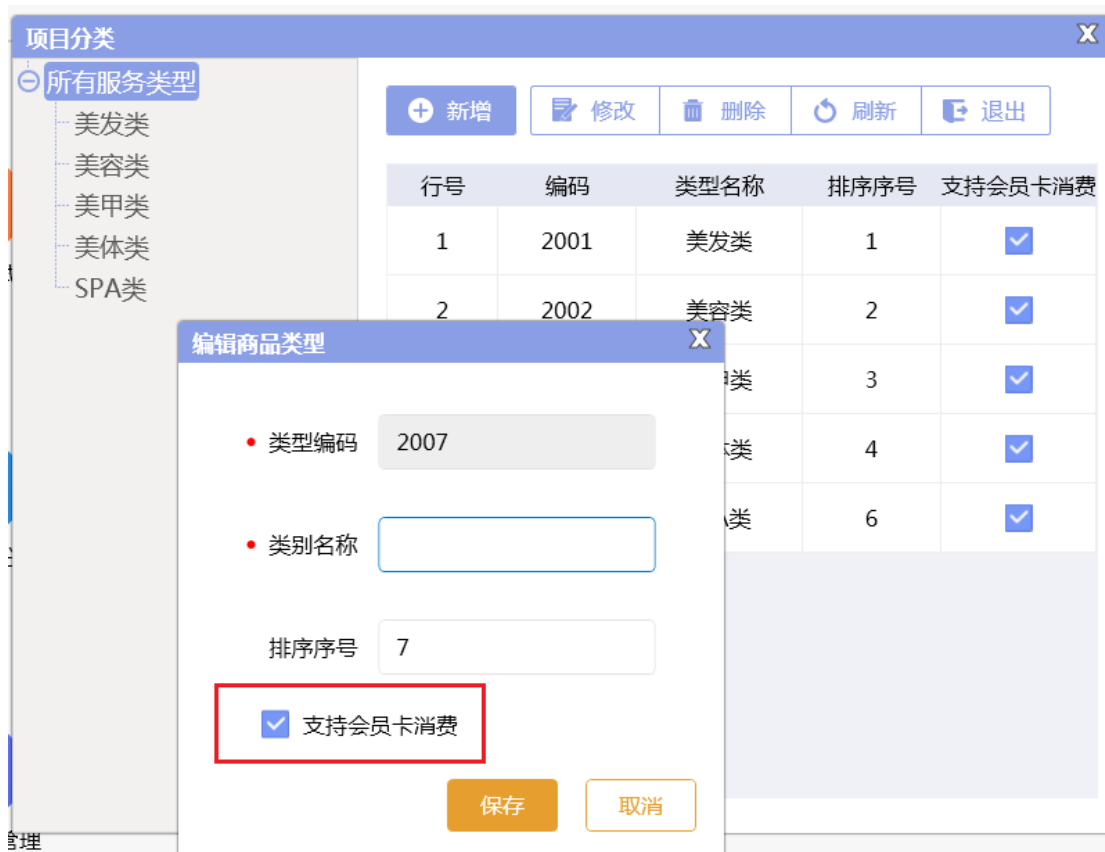 项目分类
所有服务类型
美发类
美容类
美甲类
美体类
SPA类
新增 修改 删除 刷新 退出
行号 编码 类型名称 排序序号 支持会员卡消费
1 2001 美发类 1
2 2002 美容类 2
类 3
类 4
类 6
编辑商品类型
类型编码 2007
类别名称
排序序号 7
支持会员卡消费
保存 取消
管理